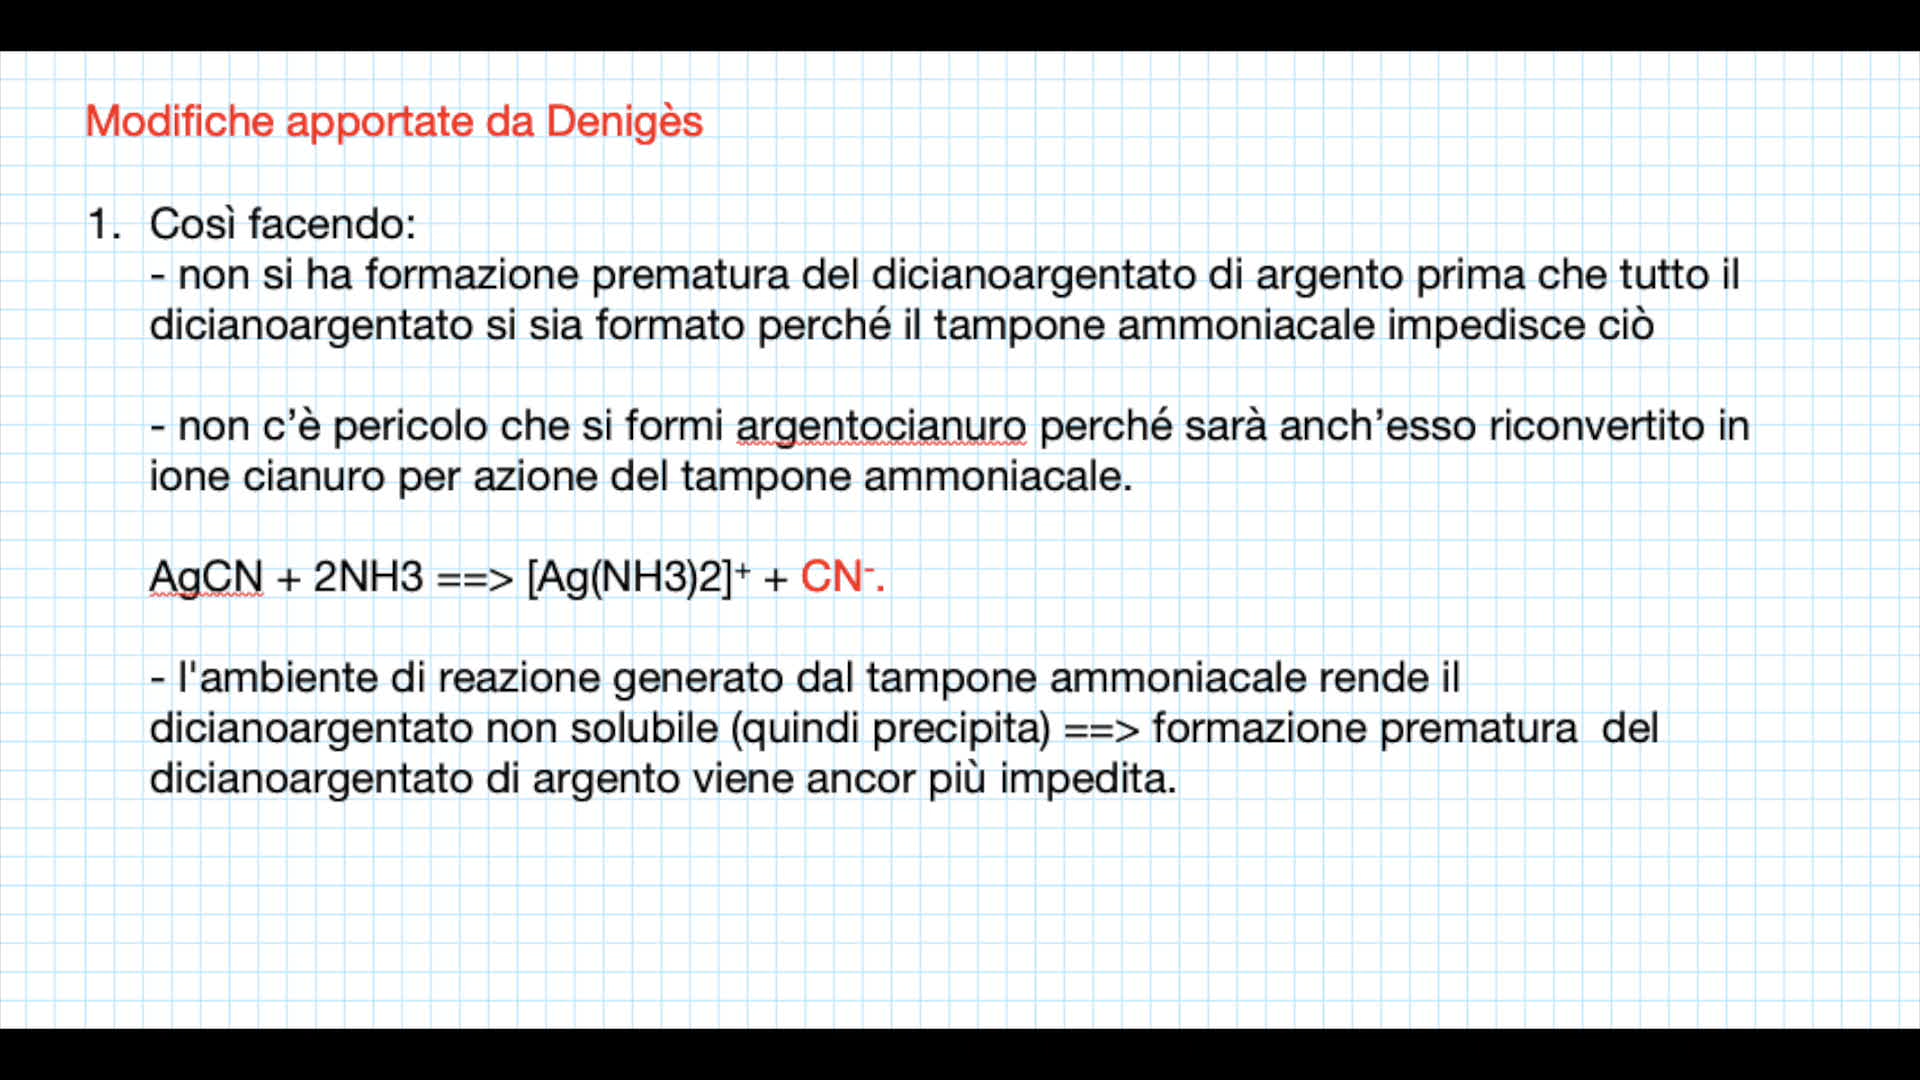 Modifiche apportate da Denigès
1. Così facendo:
- non si ha formazione prematura del dicianoargentato di argento prima che tutto il
dicianoargentato si sia formato perché il tampone ammoniacale impedisce ciò
- non c’è pericolo che si formi argentocianuro perché sarà anch’esso riconvertito in
ione cianuro per azione del tampone ammoniacale.
AgCN + 2NH3 ==> [Ag(NH3)2]⁺ + CN⁻.
- l'ambiente di reazione generato dal tampone ammoniacale rende il
dicianoargentato non solubile (quindi precipita) ==> formazione prematura  del
dicianoargentato di argento viene ancor più impedita.